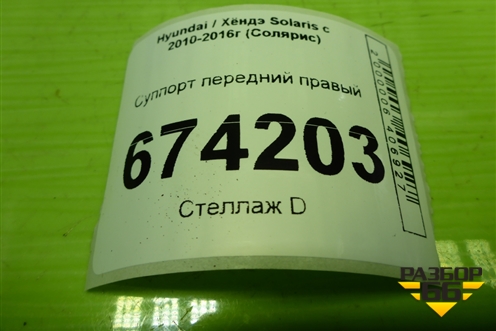 Hyundai / Хёндэ Solaris с
2010-2016г (Солярис)
Суппорт передний правый
674203
Стеллаж D
2000006406927
РАЗБОР
66